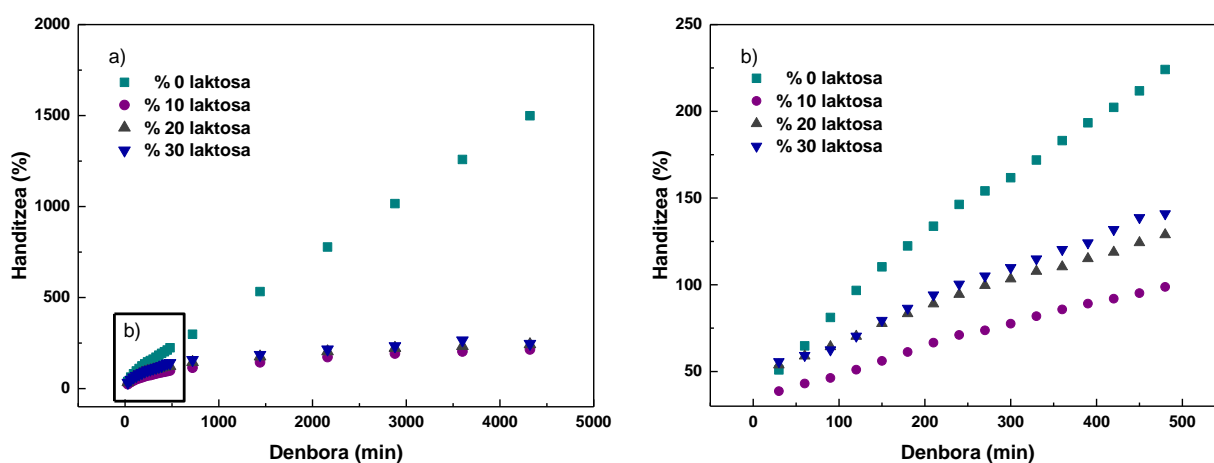 a)
% 0 laktosa
% 10 laktosa
% 20 laktosa
% 30 laktosa
Handitzea (%)
2000
1500
1000
500
0
b)
0 1000 2000 3000 4000 5000
Denbora (min)
b)
% 0 laktosa
% 10 laktosa
% 20 laktosa
% 30 laktosa
Handitzea (%)
250
200
150
100
50
0 100 200 300 400 500
Denbora (min)